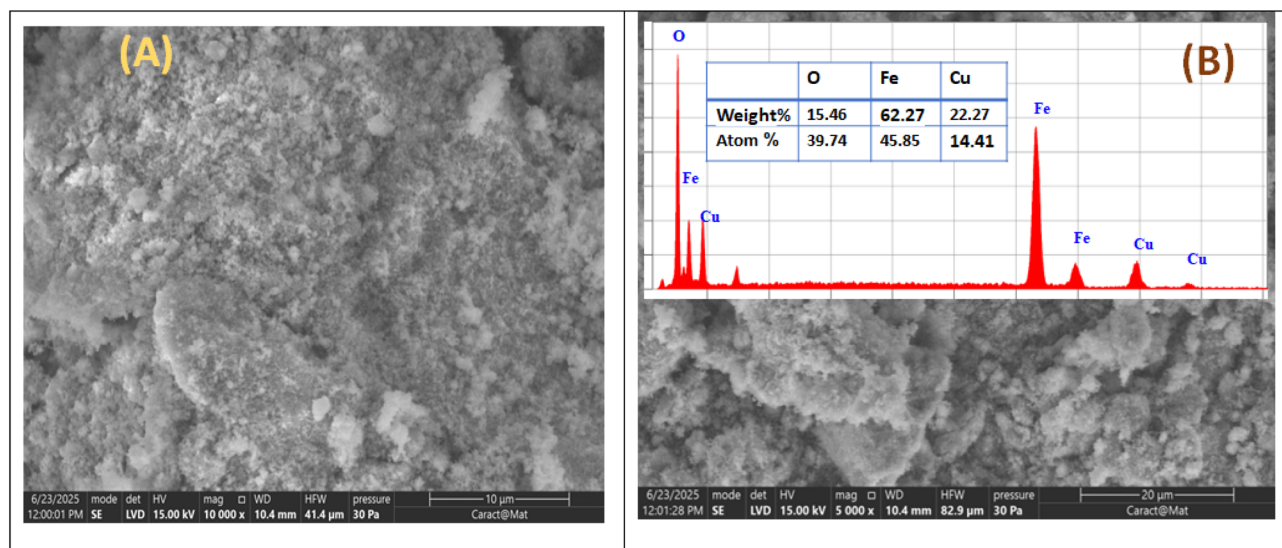 (A)
6/23/2025 mode det HV mag □ WD HFW pressure 10 µm
12:00:01 PM SE LVD 15.00 kV 10 000 x 10.4 mm 41.4 µm 30 Pa Caract@Mat
(B)
O
O Fe Cu
Weight% 15.46 62.27 22.27
Atom % 39.74 45.85 14.41
Fe
Fe
Cu
Fe
Cu
Cu
6/23/2025 mode det HV mag □ WD HFW pressure 20 µm
12:01:28 PM SE LVD 15.00 kV 5 000 x 10.4 mm 82.9 µm 30 Pa Caract@Mat